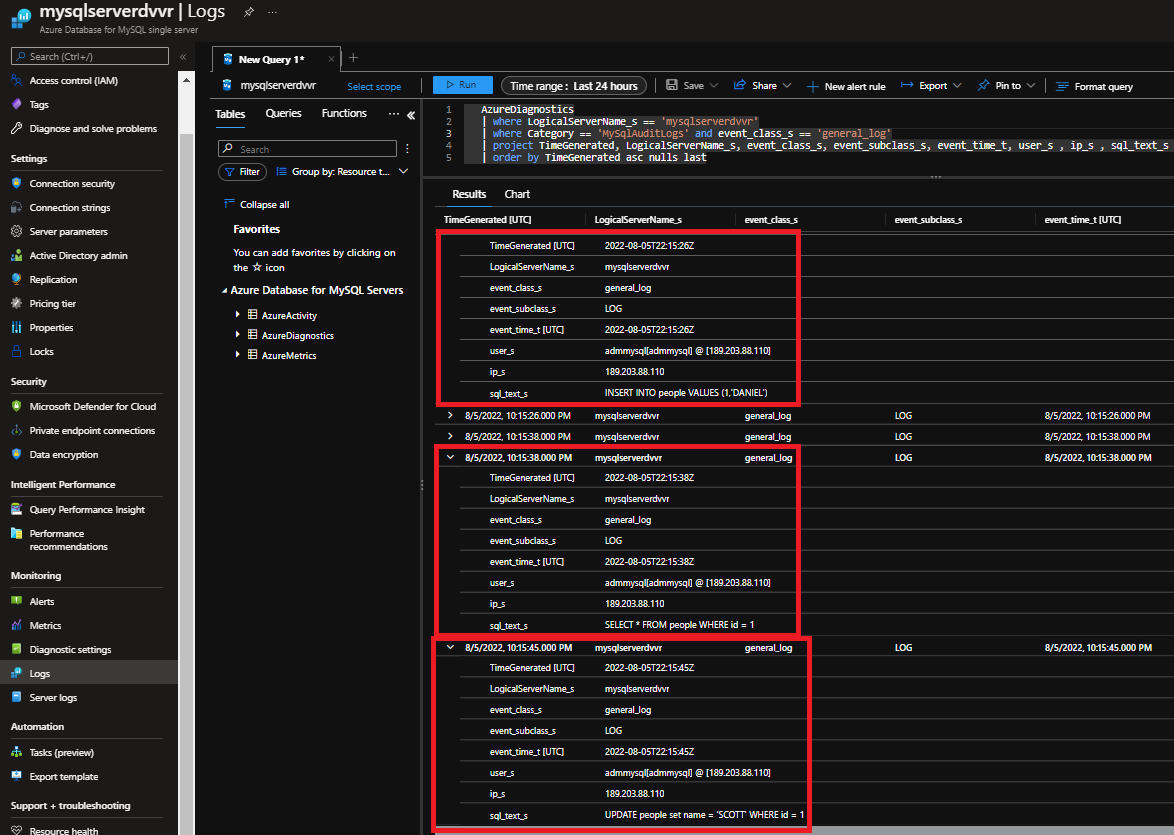 mysqlserverdvvr | Logs
Azure Database for MySQL single server
Search (Ctrl+/)
Access control (IAM)
Tags
Diagnose and solve problems
Settings
Connection security
Connection strings
Server parameters
Active Directory admin
Replication
Pricing tier
Properties
Locks
Security
Microsoft Defender for Cloud
Private endpoint connections
Data encryption
Intelligent Performance
Query Performance Insight
Performance
recommendations
Monitoring
Alerts
Metrics
Diagnostic settings
Logs
Server logs
Automation
Tasks (preview)
Export template
Support + troubleshooting
Resource health
New Query 1*
mysqlserverdvvr Select scope
Run Time range : Last 24 hours Save Share New alert rule Export Pin to Format query
Tables Queries Functions
Search
Filter Group by: Resource t...
Collapse all
Favorites
You can add favorites by clicking on
the ☆ icon
Azure Database for MySQL Servers
AzureActivity
AzureDiagnostics
AzureMetrics
1 AzureDiagnostics
2 | where LogicalServerName_s == 'mysqlserverdvvr'
3 | where Category == 'MySqlAuditLogs' and event_class_s == 'general_log'
4 | project TimeGenerated, LogicalServerName_s, event_class_s, event_subclass_s, event_time_t, user_s , ip_s , sql_text_s
5 | order by TimeGenerated asc nulls last
Results Chart
TimeGenerated [UTC] LogicalServerName_s event_class_s event_subclass_s event_time_t [UTC]
TimeGenerated [UTC] 2022-08-05T22:15:26Z
LogicalServerName_s mysqlserverdvvr
event_class_s general_log
event_subclass_s LOG
event_time_t [UTC] 2022-08-05T22:15:26Z
user_s admmysql[admmysql] @ [189.203.88.110]
ip_s 189.203.88.110
sql_text_s INSERT INTO people VALUES (1,'DANIEL')
8/5/2022, 10:15:26.000 PM mysqlserverdvvr general_log LOG 8/5/2022, 10:15:26.000 PM
8/5/2022, 10:15:38.000 PM mysqlserverdvvr general_log LOG 8/5/2022, 10:15:38.000 PM
8/5/2022, 10:15:38.000 PM mysqlserverdvvr general_log LOG 8/5/2022, 10:15:38.000 PM
TimeGenerated [UTC] 2022-08-05T22:15:38Z
LogicalServerName_s mysqlserverdvvr
event_class_s general_log
event_subclass_s LOG
event_time_t [UTC] 2022-08-05T22:15:38Z
user_s admmysql[admmysql] @ [189.203.88.110]
ip_s 189.203.88.110
sql_text_s SELECT * FROM people WHERE id = 1
8/5/2022, 10:15:45.000 PM mysqlserverdvvr general_log LOG 8/5/2022, 10:15:45.000 PM
TimeGenerated [UTC] 2022-08-05T22:15:45Z
LogicalServerName_s mysqlserverdvvr
event_class_s general_log
event_subclass_s LOG
event_time_t [UTC] 2022-08-05T22:15:45Z
user_s admmysql[admmysql] @ [189.203.88.110]
ip_s 189.203.88.110
sql_text_s UPDATE people set name = 'SCOTT' WHERE id = 1